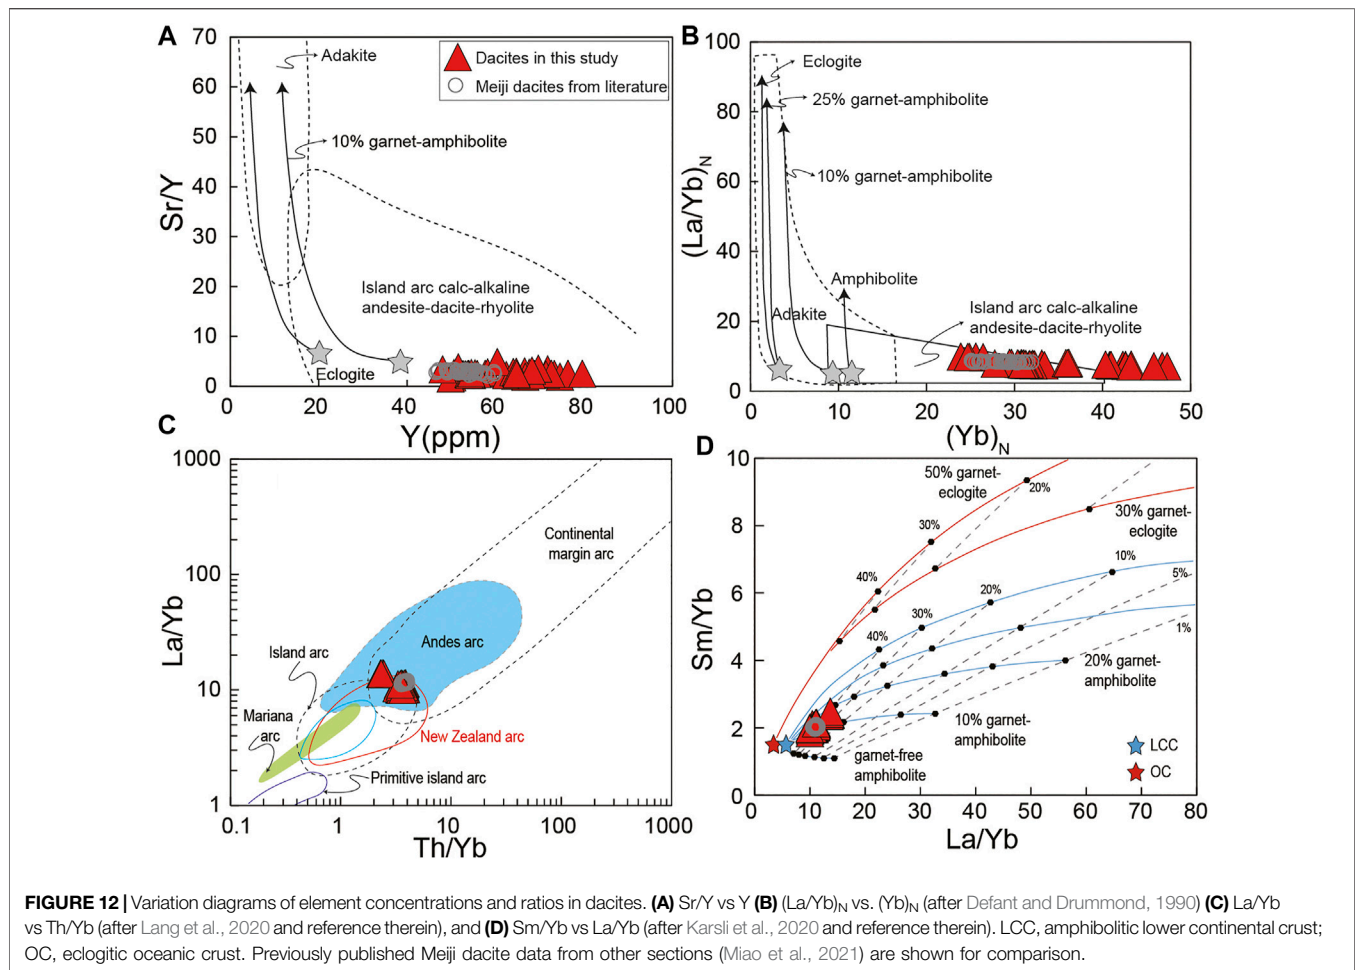 A
70
60
50
40
30
20
10
0
Sr/Y
Adakite
Dacites in this study
Meiji dacites from literature
10% garnet-amphibolite
Island arc calc-alkaline
andesite-dacite-rhyolite
Eclogite
0 20 40 60 80 100
Y(ppm)
B
100
80
60
40
20
0
(La/Yb)N
Eclogite
25% garnet-amphibolite
10% garnet-amphibolite
Amphibolite
Adakite
Island arc calc-alkaline
andesite-dacite-rhyolite
0 10 20 30 40 50
(Yb)N
C
1000
100
10
1
La/Yb
Continental
margin arc
Andes arc
Island arc
Mariana
arc
New Zealand arc
Primitive island arc
0.1 1 10 100 1000
Th/Yb
D
10
8
6
4
2
0
Sm/Yb
50% garnet-
eclogite
20%
30%
40%
30% garnet-
eclogite
10%
5%
20%
30%
40%
1%
20% garnet-
amphibolite
10% garnet-
amphibolite
garnet-free
amphibolite
LCC
OC
0 10 20 30 40 50 60 70 80
La/Yb
FIGURE 12 | Variation diagrams of element concentrations and ratios in dacites. (A) Sr/Y vs Y (B) (La/Yb)N vs. (Yb)N (after Defant and Drummond, 1990) (C) La/Yb
vs Th/Yb (after Lang et al., 2020 and reference therein), and (D) Sm/Yb vs La/Yb (after Karsli et al., 2020 and reference therein). LCC, amphibolitic lower continental crust;
OC, eclogitic oceanic crust. Previously published Meiji dacite data from other sections (Miao et al., 2021) are shown for comparison.